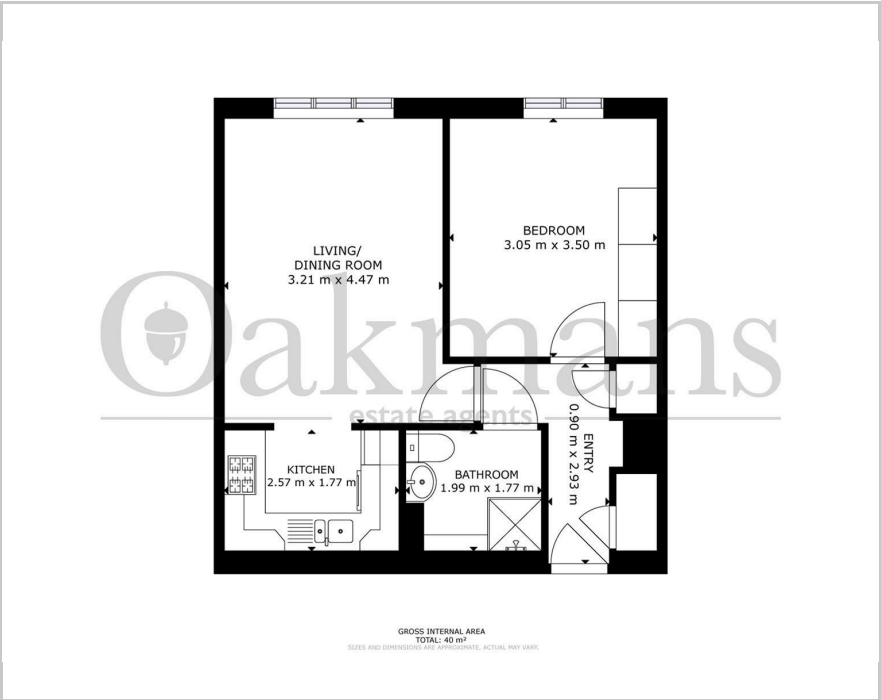 LIVING/
DINING ROOM
3.21 m x 4.47 m
BEDROOM
3.05 m x 3.50 m
Oakmans
estate agents
KITCHEN
2.57 m x 1.77 m
BATHROOM
1.99 m x 1.77 m
ENTRY
0.90 m x 2.93 m
GROSS INTERNAL AREA
TOTAL: 40 m²
SIZES AND DIMENSIONS ARE APPROXIMATE, ACTUAL MAY VARY.